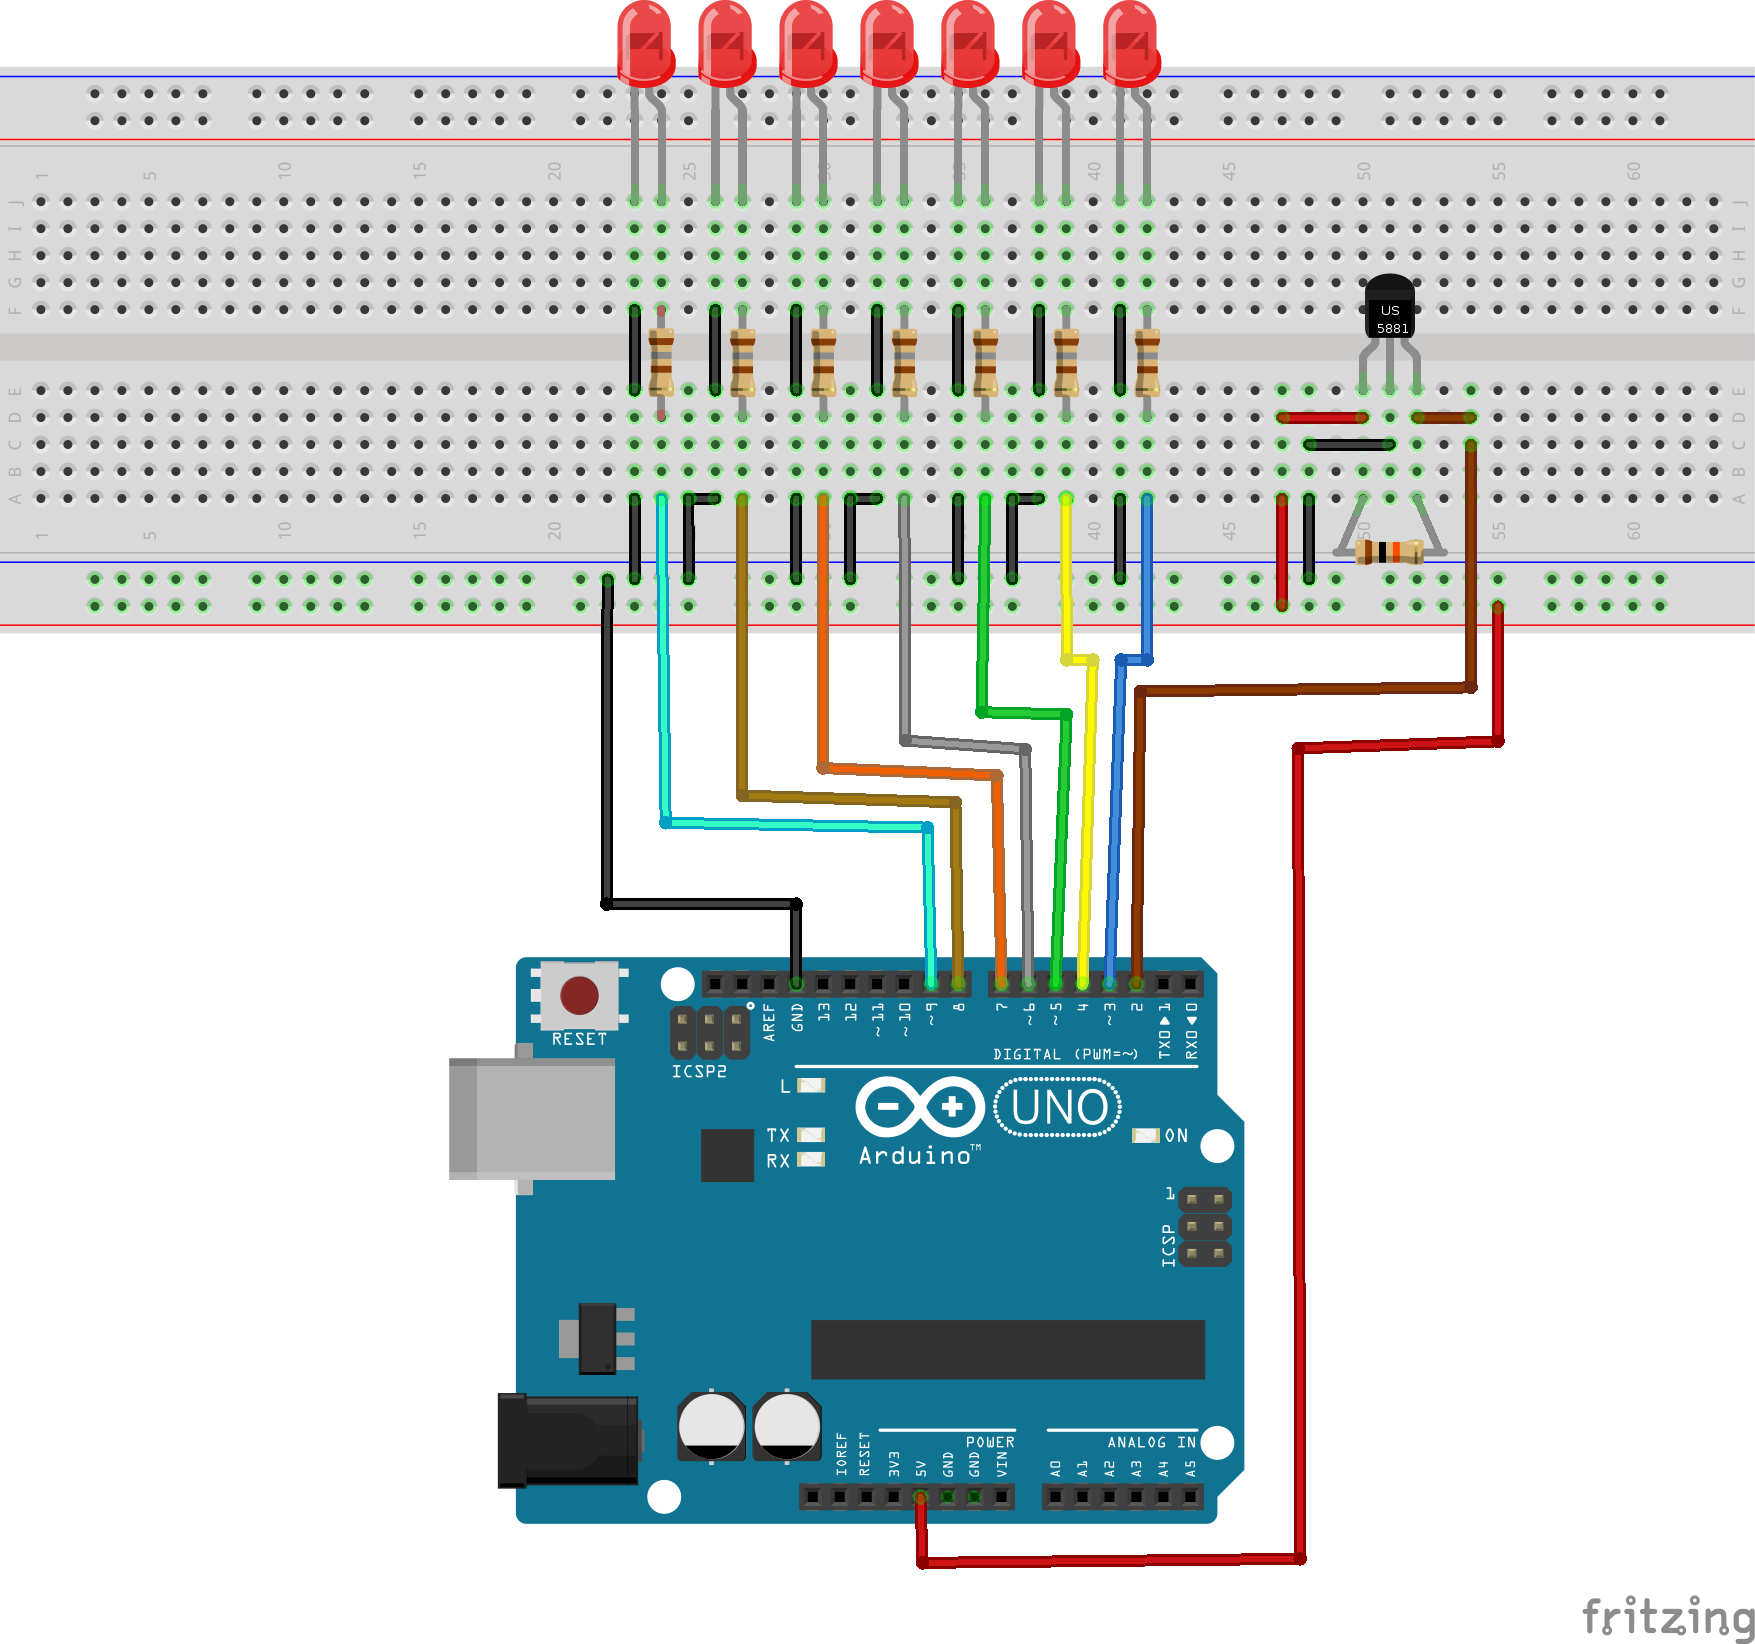 1 5 10 15 20 25 30 35 40 45 50 55 60
J J
I I
H H
G G
F F
US
5881
E E
D D
C C
B B
A A
1 5 10 15 20 25 30 35 40 45 50 55 60
RESET
ICSP2
AREF
GND
13
12
~11
~10
~9
8
7
~6
~5
4
~3
2
TX0▶1
RX0◀0
DIGITAL (PWM=~)
L
TX
RX
UNO
Arduino™
ON
1
ICSP
IOREF
RESET
3V3
5V
GND
GND
VIN
POWER
ANALOG IN
A0
A1
A2
A3
A4
A5
fritzing